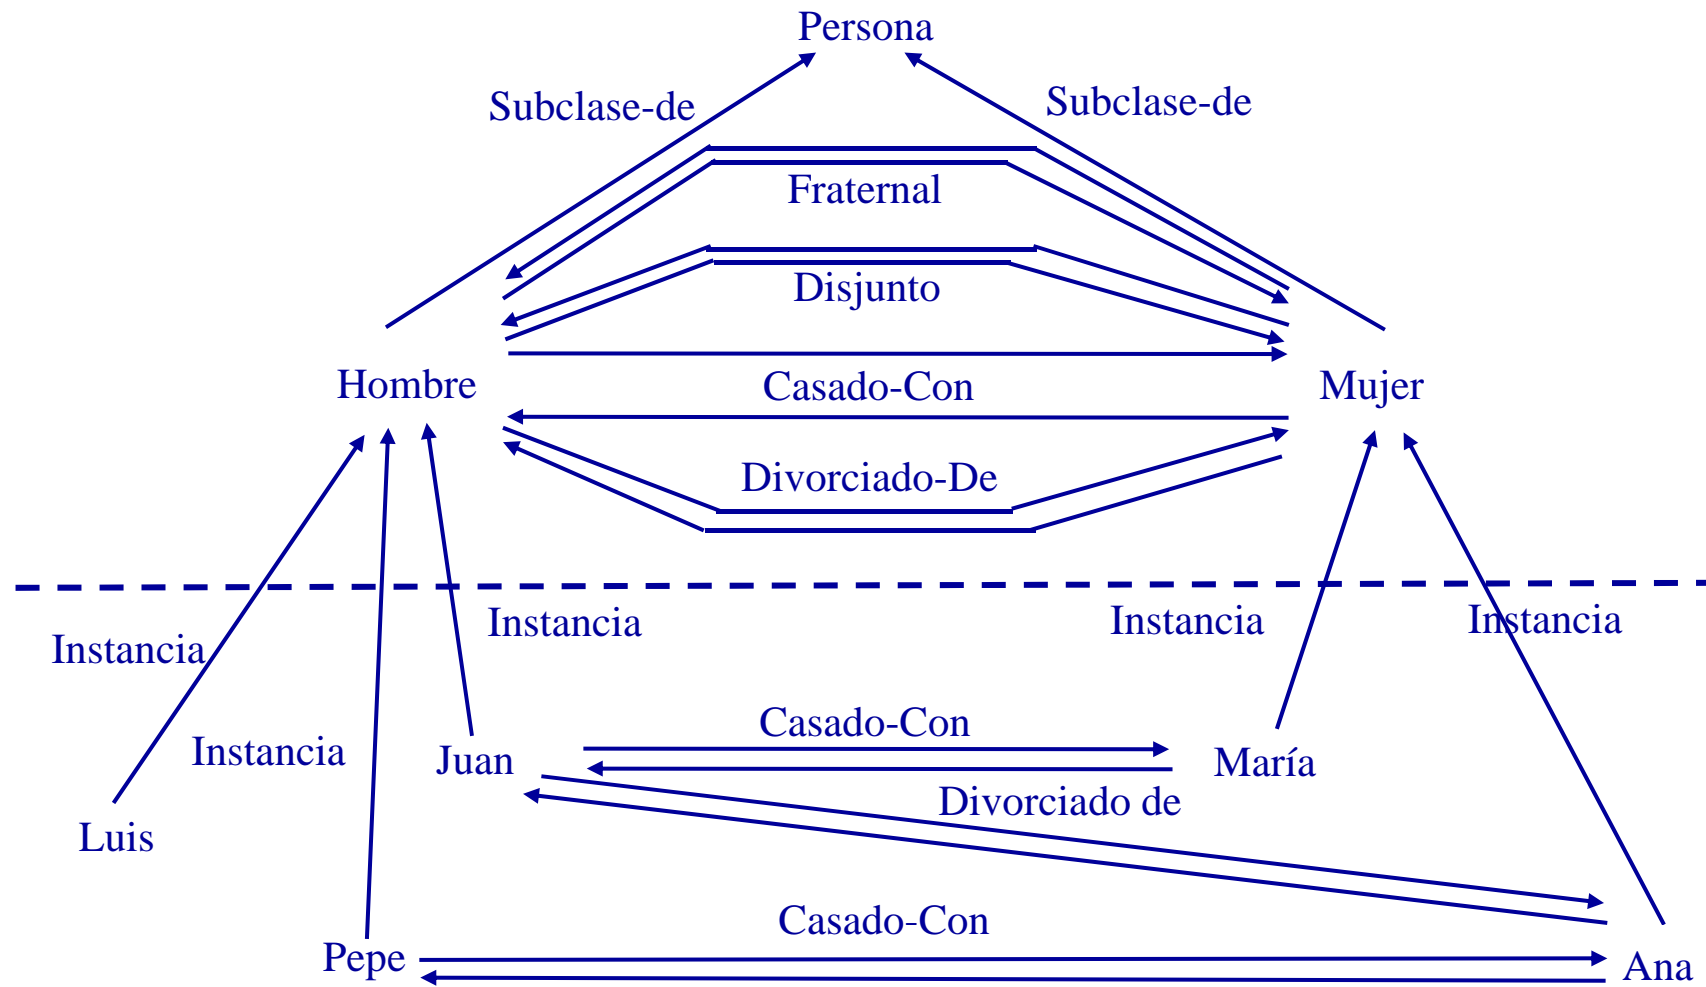 Persona
Subclase-de
Subclase-de
Fraternal
Disjunto
Hombre
Casado-Con
Mujer
Divorciado-De
Instancia
Instancia
Instancia
Instancia
Instancia
Casado-Con
Juan
María
Divorciado de
Luis
Casado-Con
Pepe
Ana